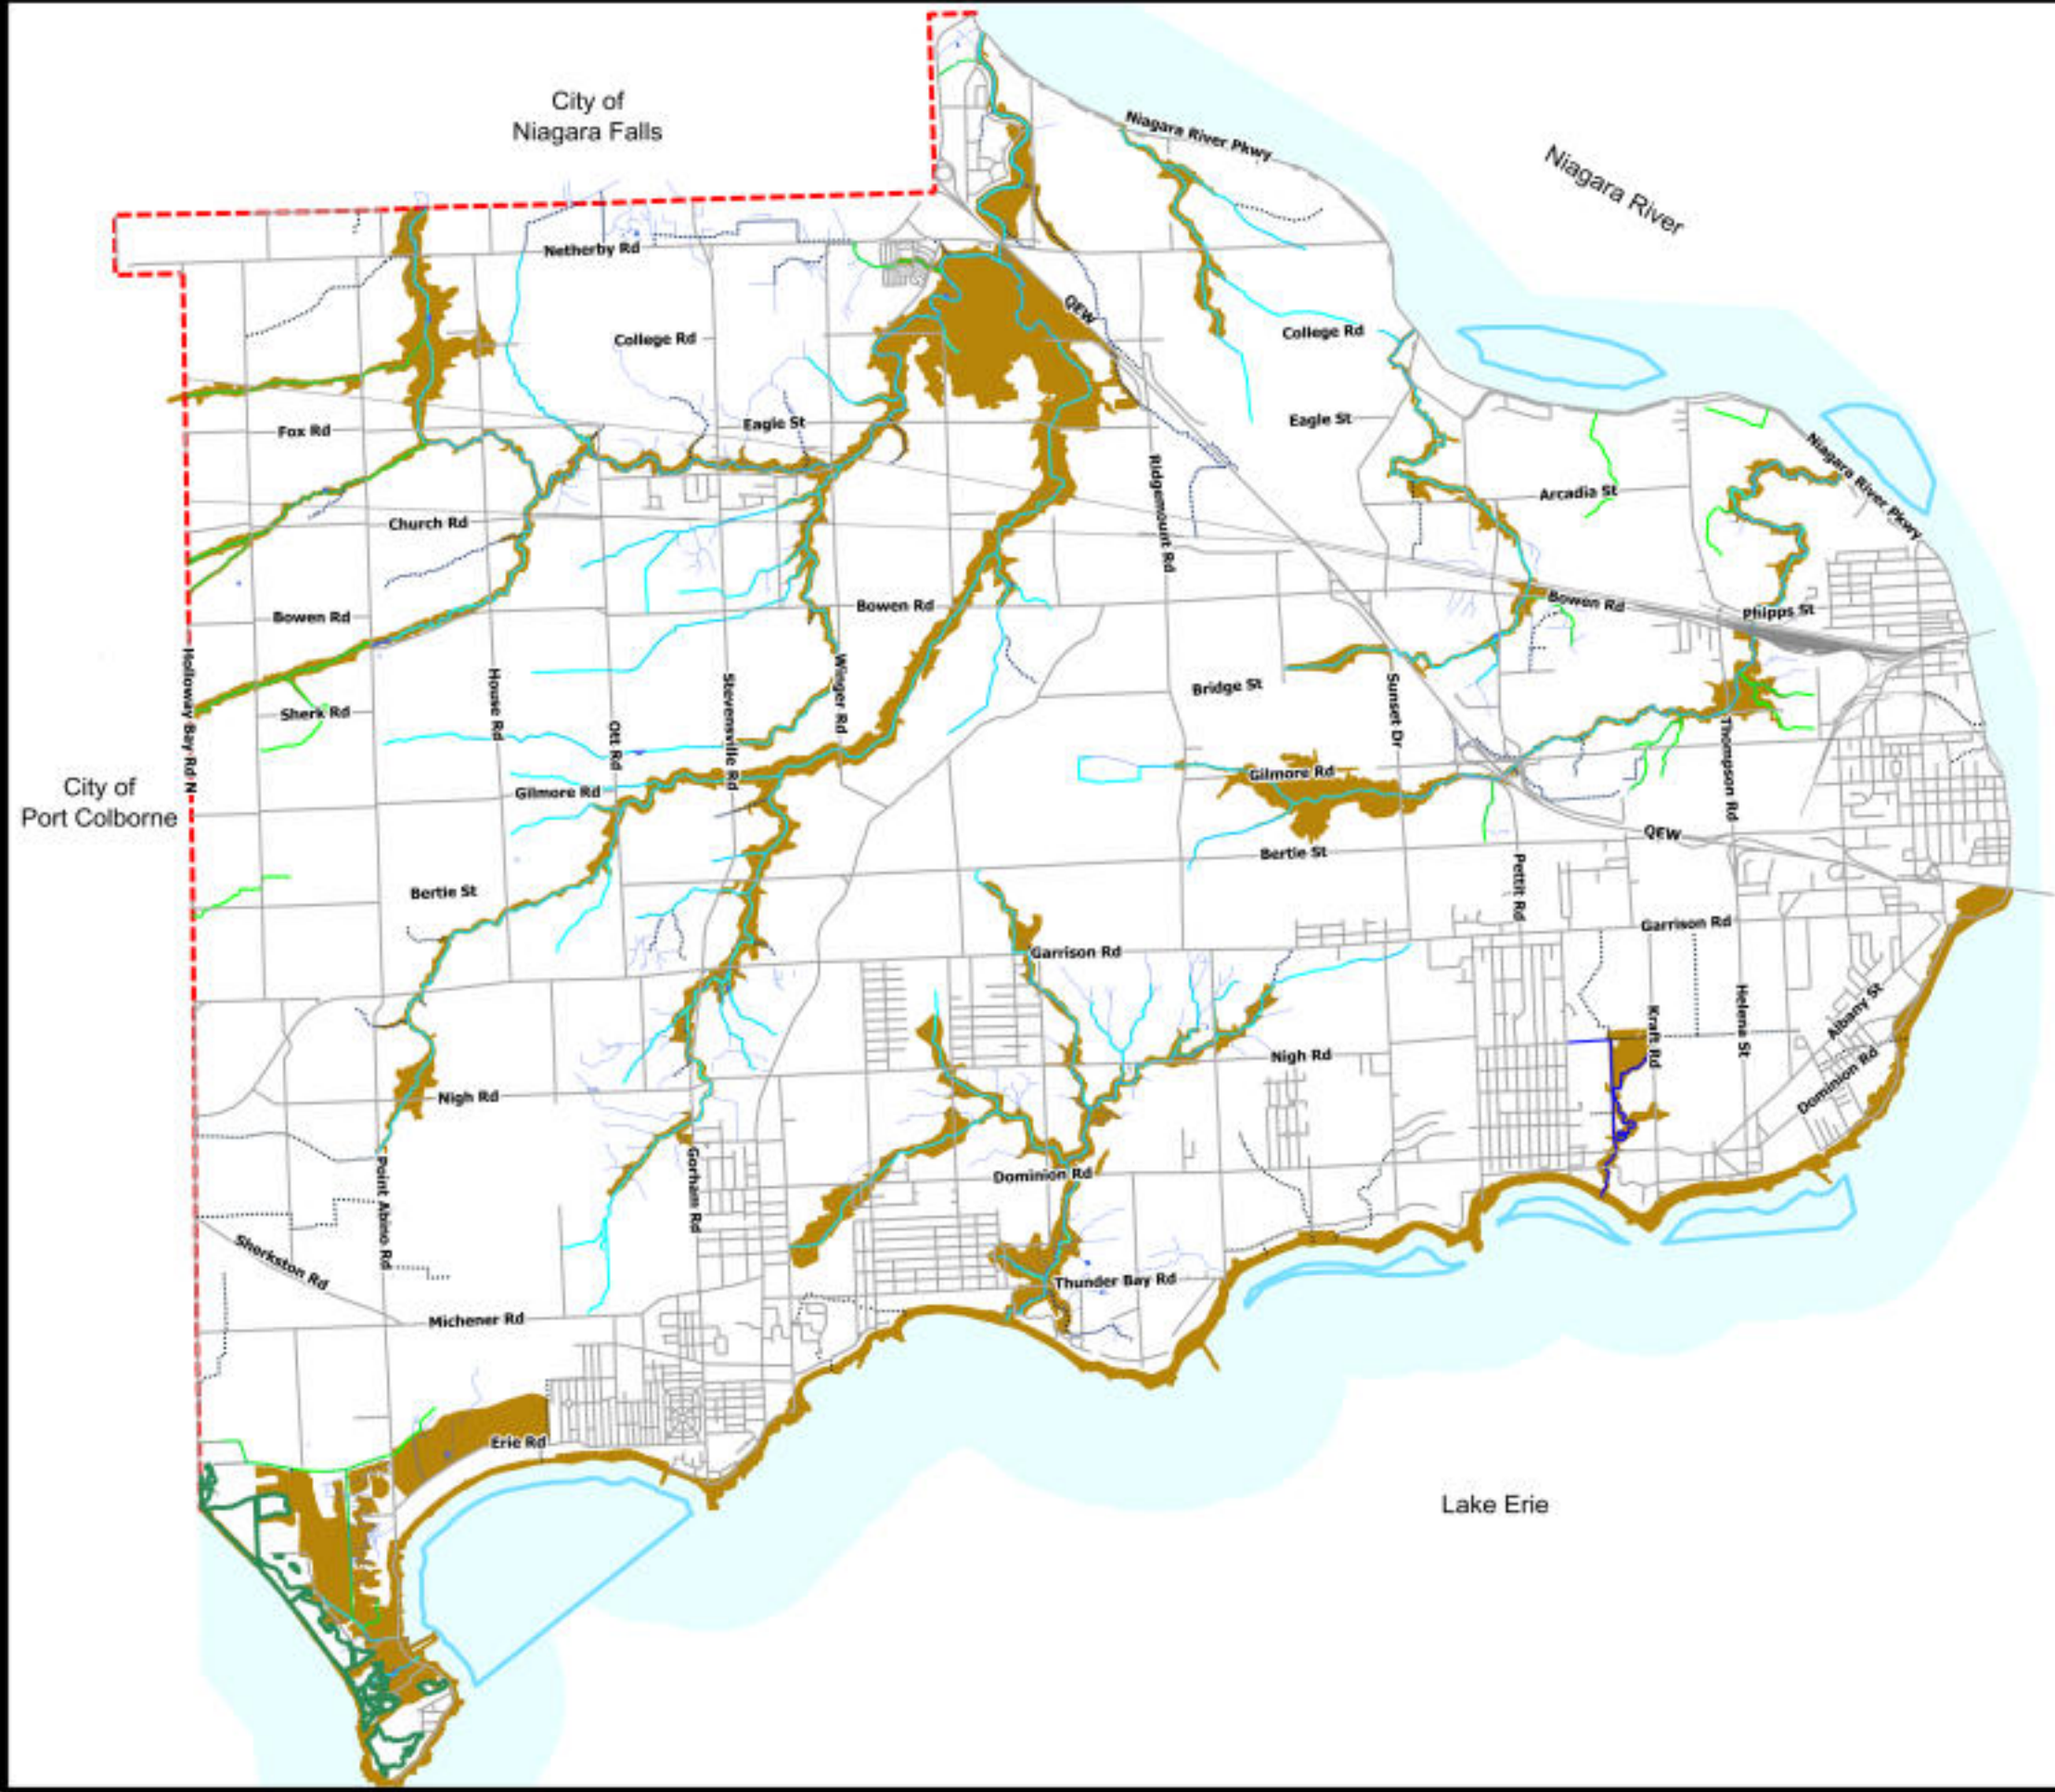 City of
Niagara Falls
Niagara River Pkwy
Niagara River
Netherby Rd
QEW
College Rd
College Rd
Eagle St
Eagle St
Fox Rd
Niagara River Pkwy
Ridgemount Rd
Arcadia St
Church Rd
Bowen Rd
Bowen Rd
Bowen Rd
Phipps St
Holloway Bay Rd N
House Rd
Stevensville Rd
Winger Rd
Bridge St
Sunset Dr
Sherk Rd
Ott Rd
Thompson Rd
City of
Port Colborne
Gilmore Rd
Gilmore Rd
QEW
Bertie St
Bertie St
Pettit Rd
Garrison Rd
Garrison Rd
Kraft Rd
Helena St
Albany St
Nigh Rd
Nigh Rd
Dominion Rd
Point Abino Rd
Gorham Rd
Dominion Rd
Sherkston Rd
Thunder Bay Rd
Michener Rd
Erie Rd
Lake Erie